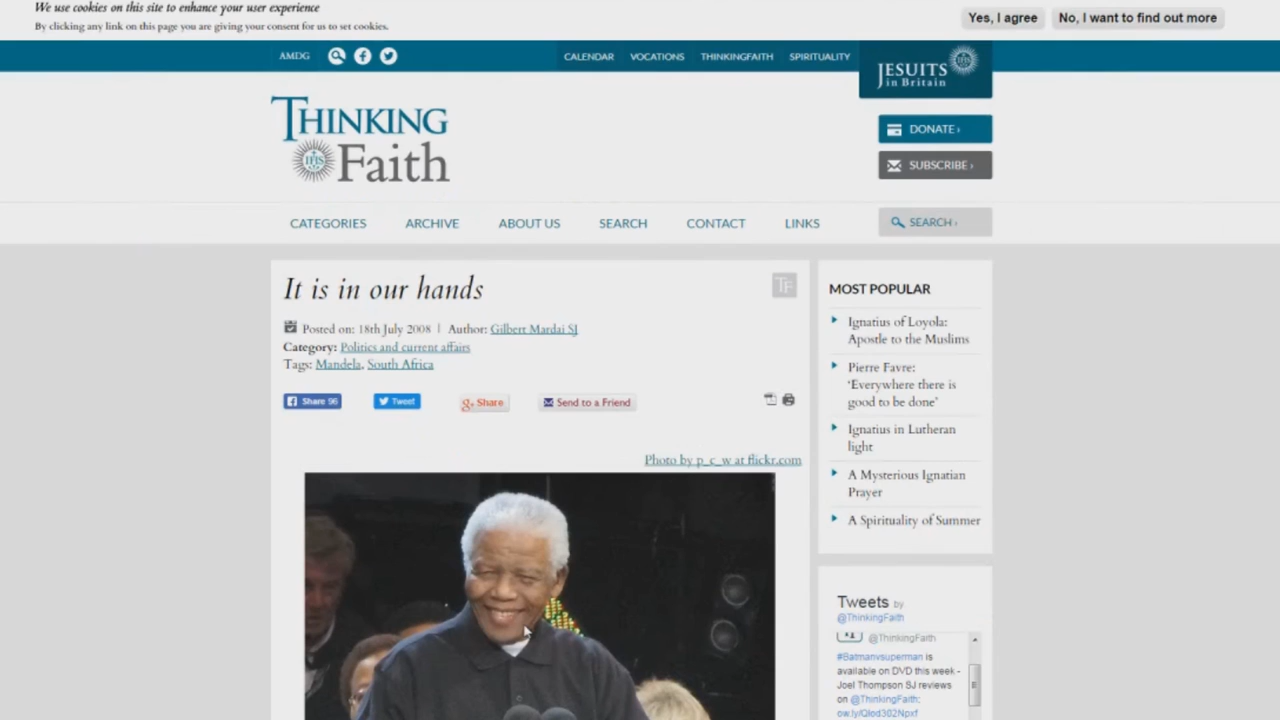 We use cookies on this site to enhance your user experience
By clicking any link on this page you are giving your consent for us to set cookies.
Yes, I agree
No, I want to find out more
AMDG
CALENDAR
VOCATIONS
THINKINGFAITH
SPIRITUALITY
JESUITS
in Britain
THINKING
IHS
Faith
DONATE ›
SUBSCRIBE ›
CATEGORIES
ARCHIVE
ABOUT US
SEARCH
CONTACT
LINKS
SEARCH ›
It is in our hands
TF
Posted on: 18th July 2008 | Author: Gilbert Mardai SJ
Category: Politics and current affairs
Tags: Mandela, South Africa
Share 96
Tweet
g+ Share
Send to a Friend
Photo by p_c_w at flickr.com
MOST POPULAR
Ignatius of Loyola:
Apostle to the Muslims
Pierre Favre:
‘Everywhere there is
good to be done’
Ignatius in Lutheran
light
A Mysterious Ignatian
Prayer
A Spirituality of Summer
Tweets by
@ThinkingFaith
@ThinkingFaith
#Batmanvsuperman is
available on DVD this week -
Joel Thompson SJ reviews
on @ThinkingFaith: